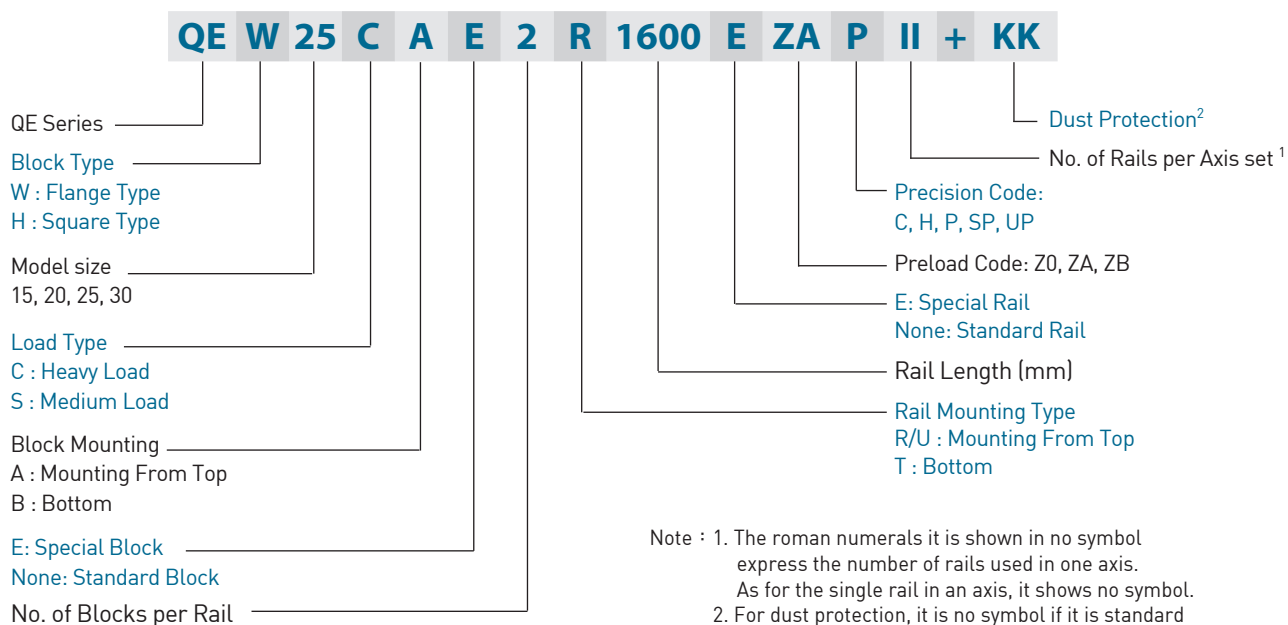 QE W 25 C A E 2 R 1600 E ZA P II + KK
QE Series
Block Type
W : Flange Type
H : Square Type
Model size
15, 20, 25, 30
Load Type
C : Heavy Load
S : Medium Load
Block Mounting
A : Mounting From Top
B : Bottom
E: Special Block
None: Standard Block
No. of Blocks per Rail
Dust Protection2
No. of Rails per Axis set 1
Precision Code:
C, H, P, SP, UP
Preload Code: Z0, ZA, ZB
E: Special Rail
None: Standard Rail
Rail Length (mm)
Rail Mounting Type
R/U : Mounting From Top
T : Bottom
Note : 1. The roman numerals it is shown in no symbol
express the number of rails used in one axis.
As for the single rail in an axis, it shows no symbol.
2. For dust protection, it is no symbol if it is standard